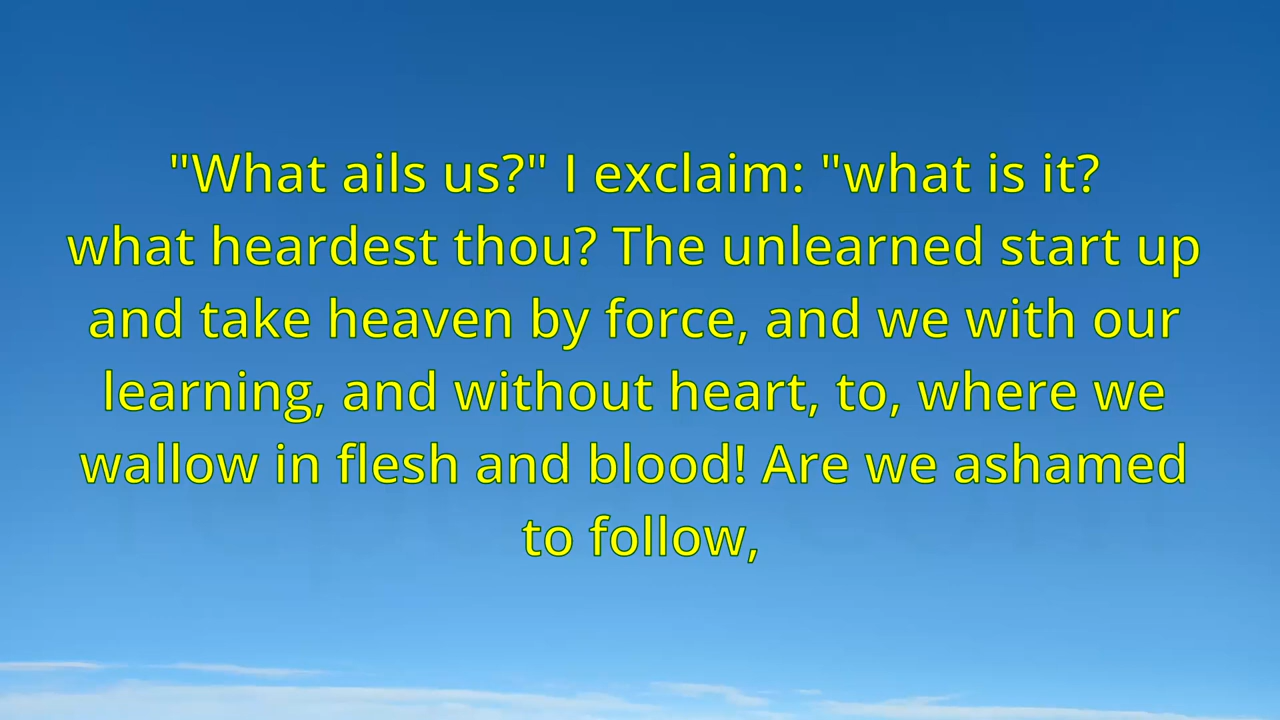 "What ails us?" I exclaim: "what is it?
what heardest thou? The unlearned start up
and take heaven by force, and we with our
learning, and without heart, to, where we
wallow in flesh and blood! Are we ashamed
to follow,